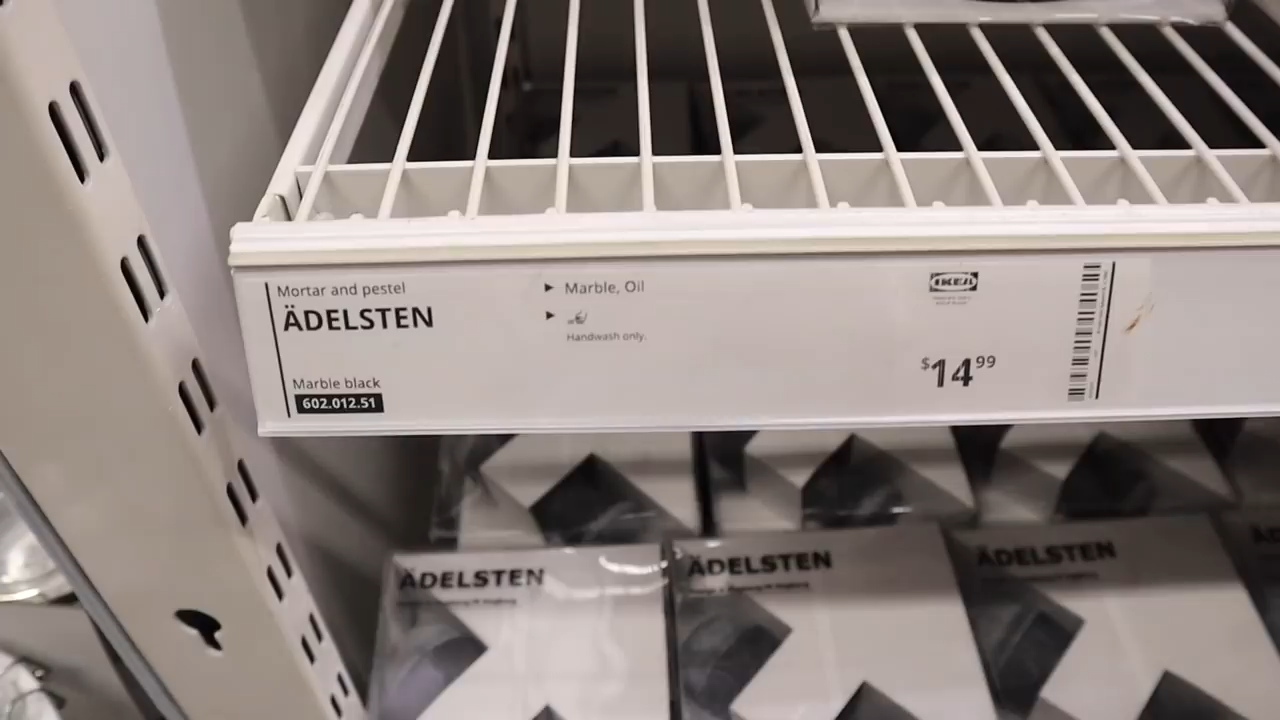 Mortar and pestel
ÄDELSTEN
Marble black
602.012.51
▶ Marble, Oil
▶
Handwash only.
IKEA
$14.99
ÄDELSTEN
ÄDELSTEN
ÄDELSTEN